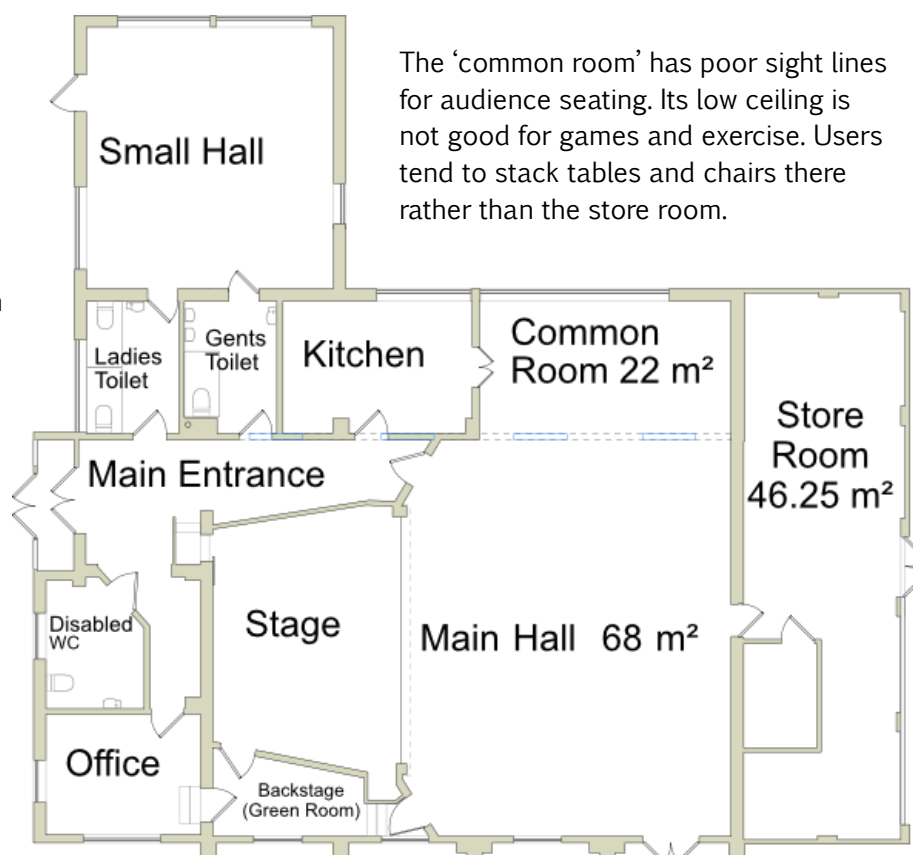 The ‘common room’ has poor sight lines
for audience seating. Its low ceiling is
not good for games and exercise. Users
tend to stack tables and chairs there
rather than the store room.
Small Hall
Ladies
Toilet
Gents
Toilet
Kitchen
Common
Room 22 m²
Store
Room
46.25 m²
Main Entrance
Disabled
WC
Stage
Main Hall 68 m²
Office
Backstage
(Green Room)